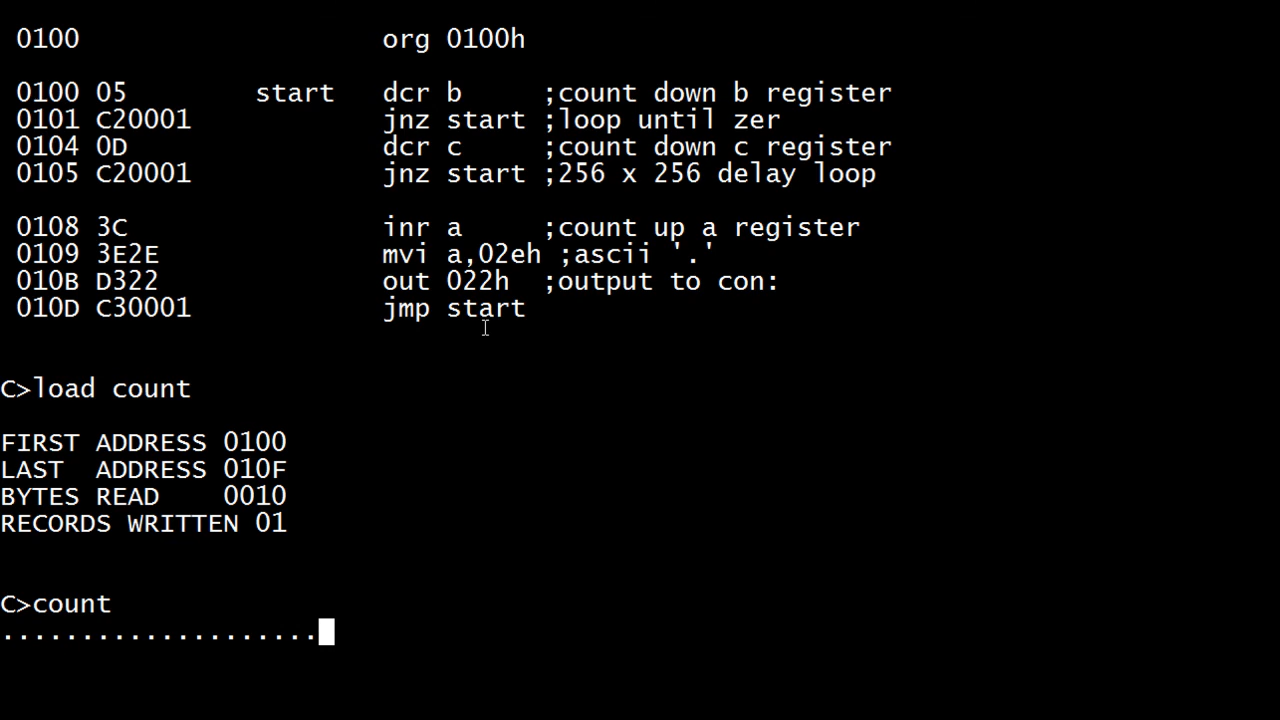 0100 org 0100h
0100 05 start dcr b ;count down b register
0101 C20001 jnz start ;loop until zer
0104 0D dcr c ;count down c register
0105 C20001 jnz start ;256 x 256 delay loop
0108 3C inr a ;count up a register
0109 3E2E mvi a,02eh ;ascii '.'
010B D322 out 022h ;output to con:
010D C30001 jmp start
C>load count
FIRST ADDRESS 0100
LAST ADDRESS 010F
BYTES READ 0010
RECORDS WRITTEN 01
C>count
....................